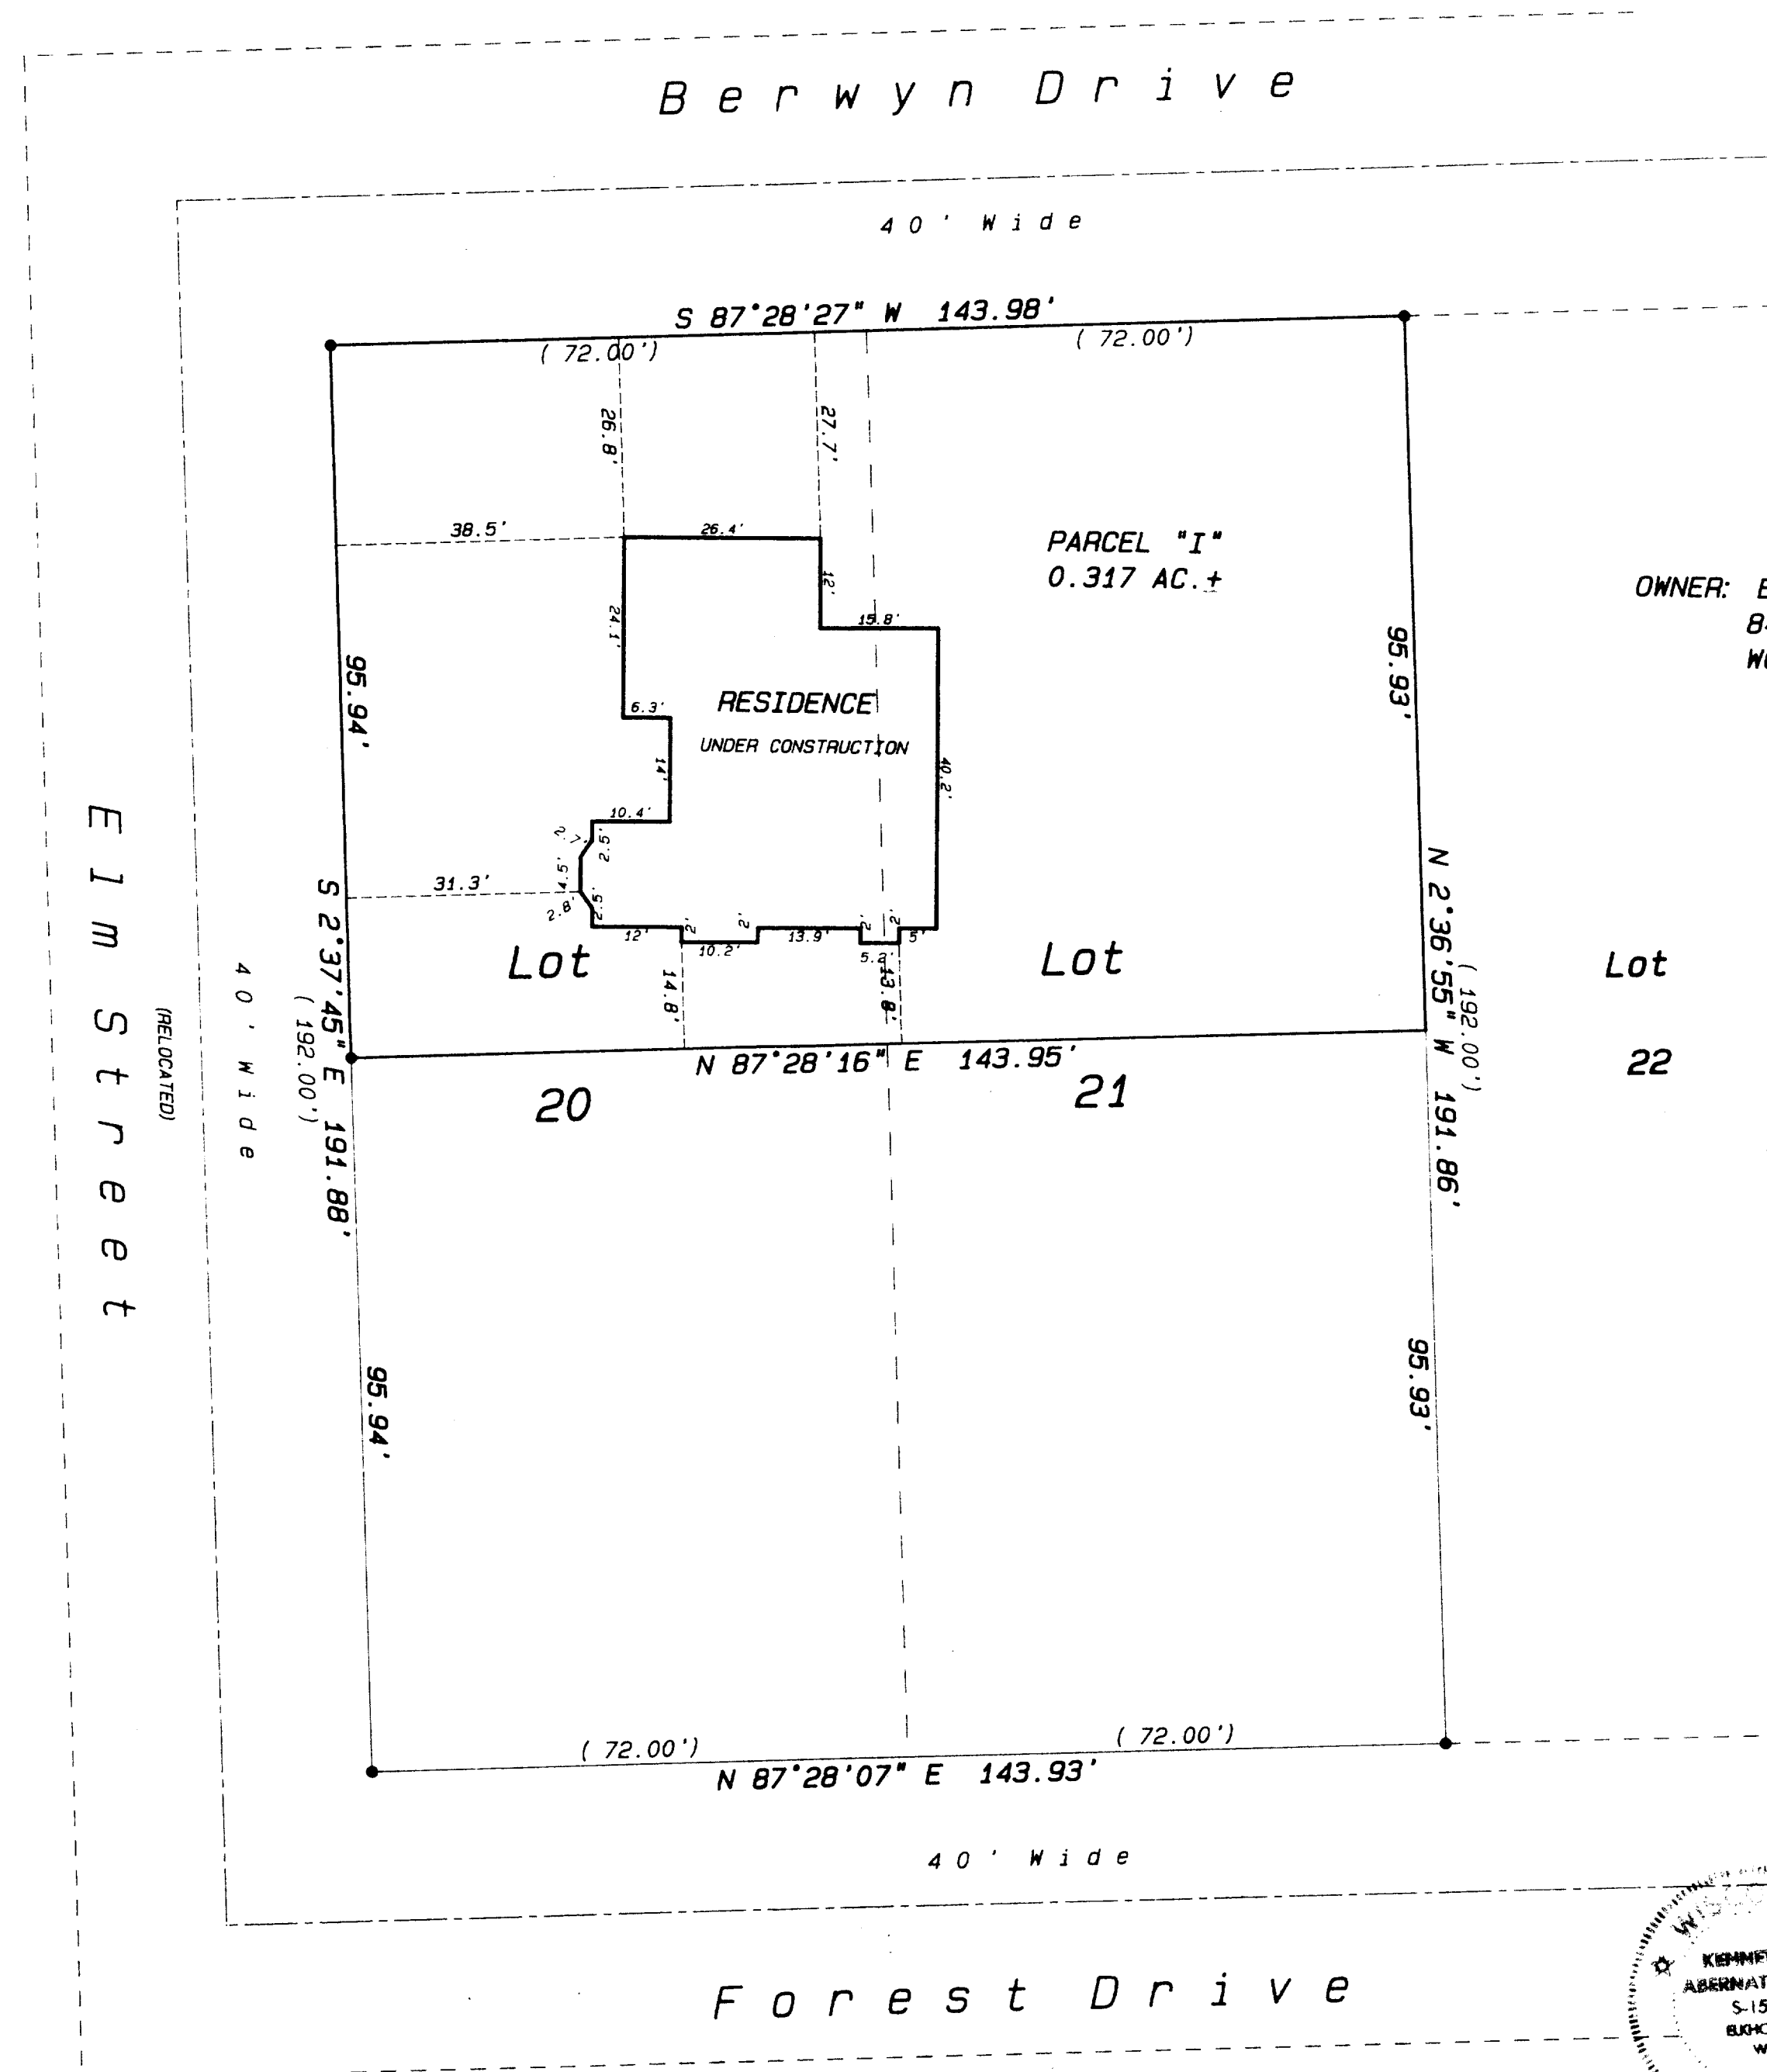 Berwyn Drive
40' Wide
S 87°28'27" W 143.98'
( 72.00')
( 72.00')
26.8'
27.7'
38.5'
26.4'
12'
15.8'
24.1'
PARCEL "I"
0.317 AC.±
OWNER:
95.94'
95.93'
6.3'
RESIDENCE
UNDER CONSTRUCTION
14'
40.2'
10.4'
2.7'
2.5'
4.5'
31.3'
2.8'
2.5'
12'
2'
10.2'
2'
13.9'
2'
5.2'
2'
5'
14.8'
13.8'
Lot
Lot
Lot
Elm Street
(RELOCATED)
40' Wide
S 2°37'45" E 191.88'
( 192.00')
N 2°36'55" W 191.86'
( 192.00')
N 87°28'16" E 143.95'
20
21
22
95.94'
95.93'
( 72.00')
( 72.00')
N 87°28'07" E 143.93'
40' Wide
Forest Drive